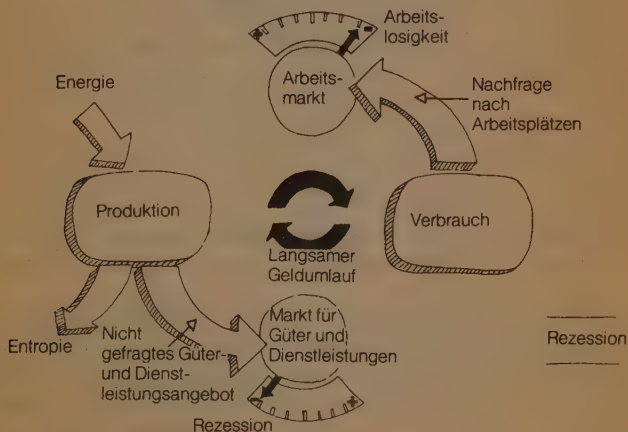 Arbeits-
losigkeit
Arbeits-
markt
Energie
Nachfrage
nach
Arbeitsplätzen
Produktion
Verbrauch
Langsamer
Geldumlauf
Entropie
Nicht
gefragtes Güter-
und Dienst-
leistungsangebot
Markt für
Güter und
Dienstleistungen
Rezession
Rezession